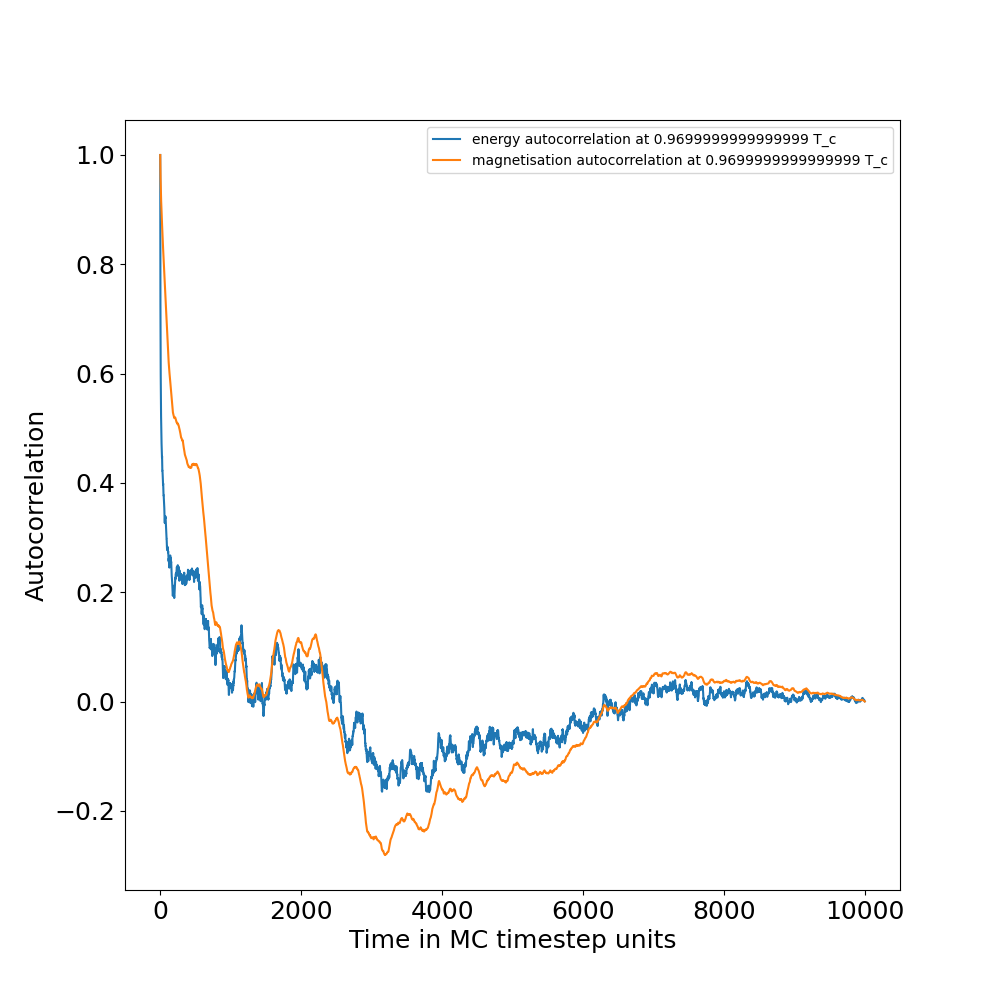 energy autocorrelation at 0.9699999999999999 T_c
magnetisation autocorrelation at 0.9699999999999999 T_c
1.0
0.8
0.6
0.4
0.2
0.0
−0.2
Autocorrelation
0 2000 4000 6000 8000 10000
Time in MC timestep units